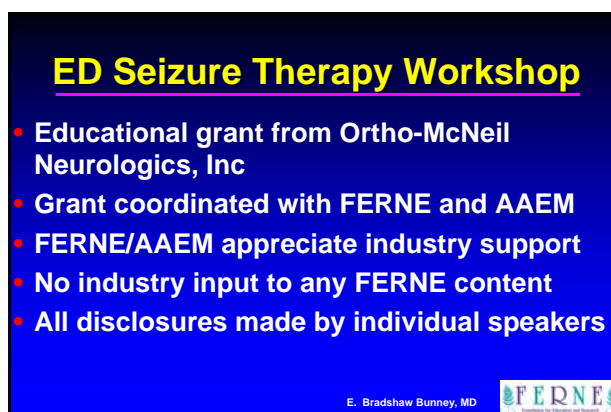 ED Seizure Therapy Workshop
• Educational grant from Ortho-McNeil
Neurologics, Inc
• Grant coordinated with FERNE and AAEM
• FERNE/AAEM appreciate industry support
• No industry input to any FERNE content
• All disclosures made by individual speakers
E. Bradshaw Bunney, MD
FERNE